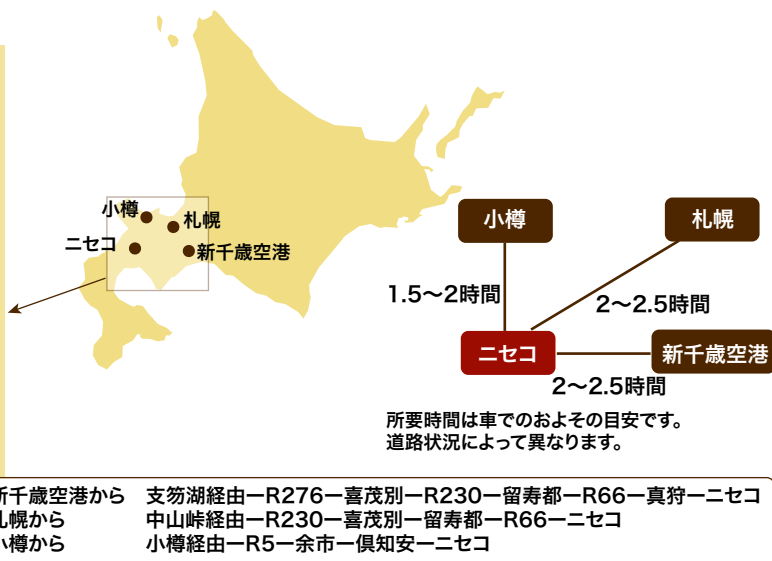 小樽
札幌
ニセコ
新千歳空港
小樽
札幌
1.5〜2時間
2〜2.5時間
ニセコ
新千歳空港
2〜2.5時間
所要時間は車でのおよその目安です。
道路状況によって異なります。
新千歳空港から 支笏湖経由ーR276ー喜茂別ーR230ー留寿都ーR66ー真狩ーニセコ
札幌から 中山峠経由ーR230ー喜茂別ー留寿都ーR66ーニセコ
小樽から 小樽経由ーR5ー余市ー倶知安ーニセコ